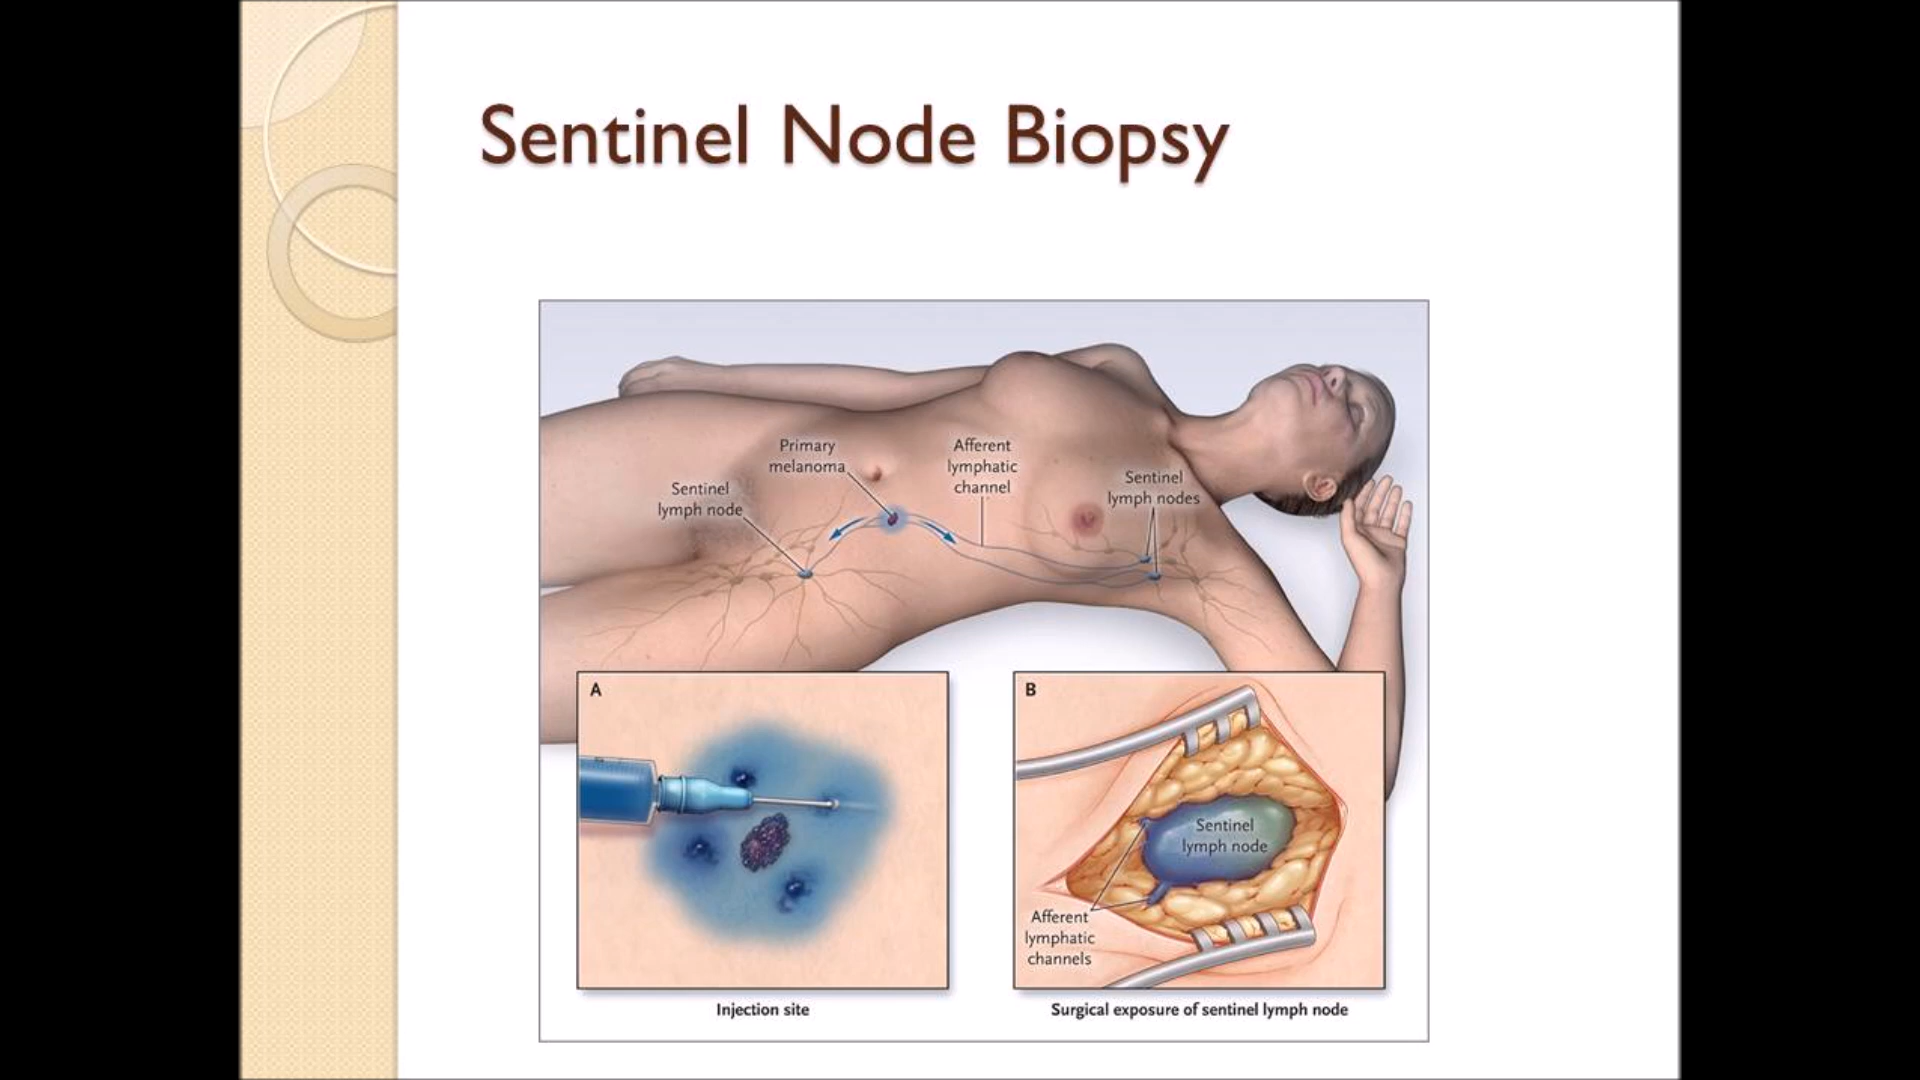 Sentinel Node Biopsy
Primary
melanoma
Afferent
lymphatic
channel
Sentinel
lymph nodes
Sentinel
lymph node
A
B
Sentinel
lymph node
Afferent
lymphatic
channels
Injection site
Surgical exposure of sentinel lymph node